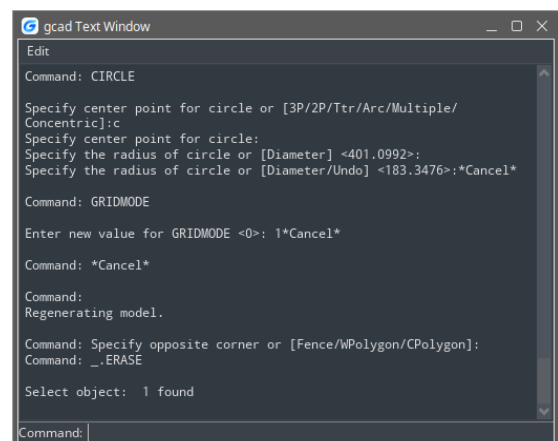 gcad Text Window
Edit
Command: CIRCLE
Specify center point for circle or [3P/2P/Ttr/Arc/Multiple/
Concentric]:c
Specify center point for circle:
Specify the radius of circle or [Diameter] <401.0992>:
Specify the radius of circle or [Diameter/Undo] <183.3476>:*Cancel*
Command: GRIDMODE
Enter new value for GRIDMODE <0>: 1*Cancel*
Command: *Cancel*
Command:
Regenerating model.
Command: Specify opposite corner or [Fence/WPolygon/CPolygon]:
Command: _.ERASE
Select object:  1 found
Command: